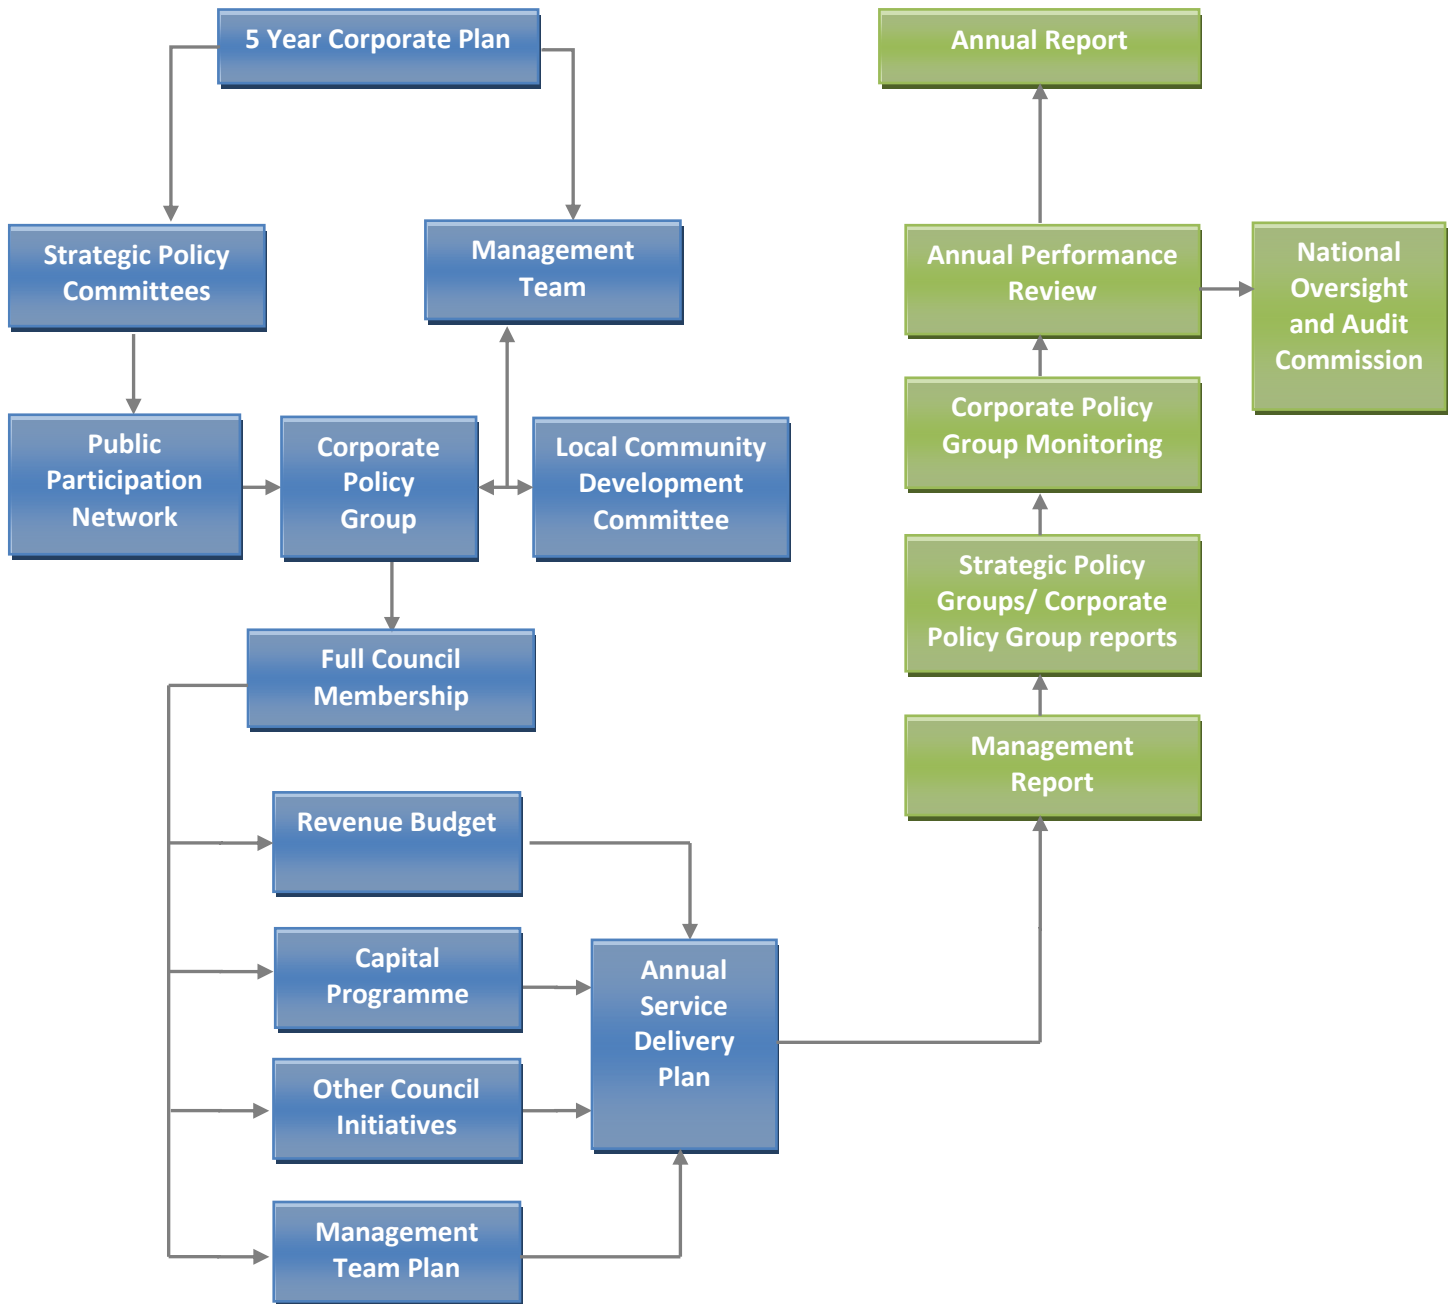 5 Year Corporate Plan
Strategic Policy
Committees
Management
Team
Public
Participation
Network
Corporate
Policy
Group
Local Community
Development
Committee
Full Council
Membership
Revenue Budget
Capital
Programme
Other Council
Initiatives
Management
Team Plan
Annual
Service
Delivery
Plan
Annual Report
Annual Performance
Review
National
Oversight
and Audit
Commission
Corporate Policy
Group Monitoring
Strategic Policy
Groups/ Corporate
Policy Group reports
Management
Report